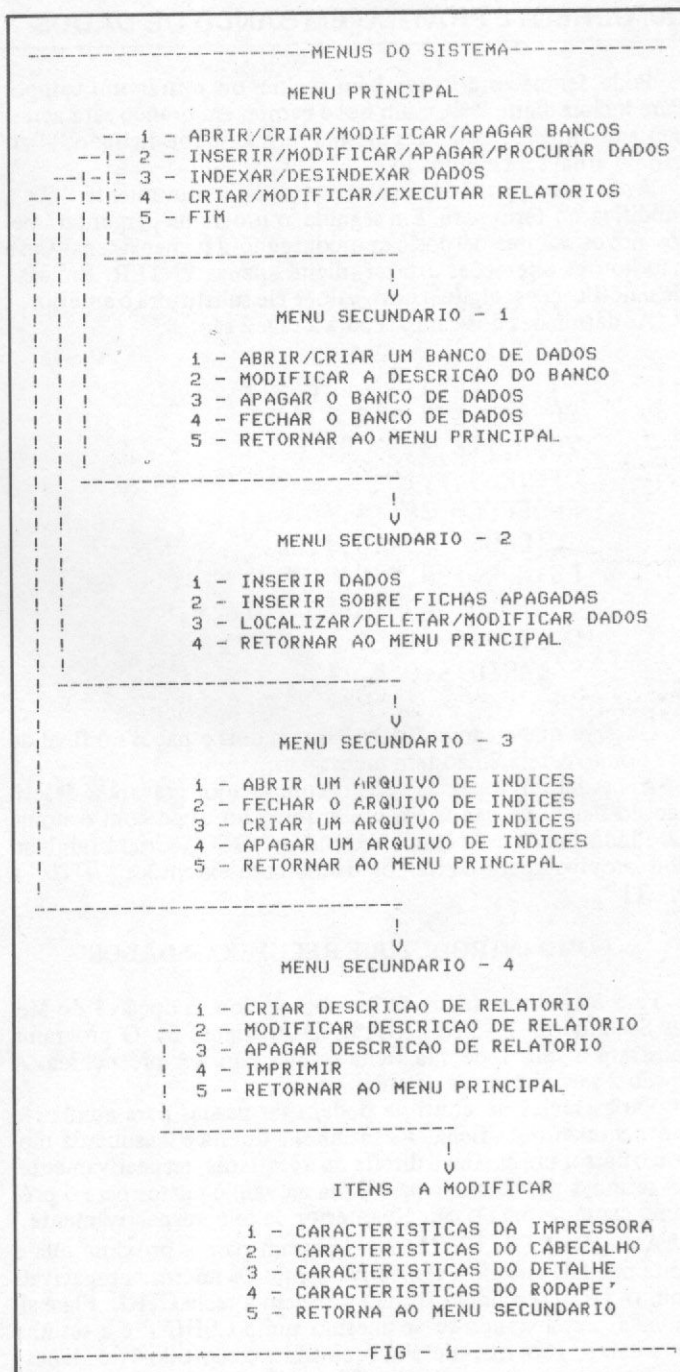 MENUS DO SISTEMA
MENU PRINCIPAL
1 - ABRIR/CRIAR/MODIFICAR/APAGAR BANCOS
2 - INSERIR/MODIFICAR/APAGAR/PROCURAR DADOS
3 - INDEXAR/DESINDEXAR DADOS
4 - CRIAR/MODIFICAR/EXECUTAR RELATORIOS
5 - FIM
MENU SECUNDARIO - 1
1 - ABRIR/CRIAR UM BANCO DE DADOS
2 - MODIFICAR A DESCRICAO DO BANCO
3 - APAGAR O BANCO DE DADOS
4 - FECHAR O BANCO DE DADOS
5 - RETORNAR AO MENU PRINCIPAL
MENU SECUNDARIO - 2
1 - INSERIR DADOS
2 - INSERIR SOBRE FICHAS APAGADAS
3 - LOCALIZAR/DELETAR/MODIFICAR DADOS
4 - RETORNAR AO MENU PRINCIPAL
MENU SECUNDARIO - 3
1 - ABRIR UM ARQUIVO DE INDICES
2 - FECHAR O ARQUIVO DE INDICES
3 - CRIAR UM ARQUIVO DE INDICES
4 - APAGAR UM ARQUIVO DE INDICES
5 - RETORNAR AO MENU PRINCIPAL
MENU SECUNDARIO - 4
1 - CRIAR DESCRICAO DE RELATORIO
2 - MODIFICAR DESCRICAO DE RELATORIO
3 - APAGAR DESCRICAO DE RELATORIO
4 - IMPRIMIR
5 - RETORNAR AO MENU PRINCIPAL
ITENS A MODIFICAR
1 - CARACTERISTICAS DA IMPRESSORA
2 - CARACTERISTICAS DO CABECALHO
3 - CARACTERISTICAS DO DETALHE
4 - CARACTERISTICAS DO RODAPE'
5 - RETORNA AO MENU SECUNDARIO
FIG - 1